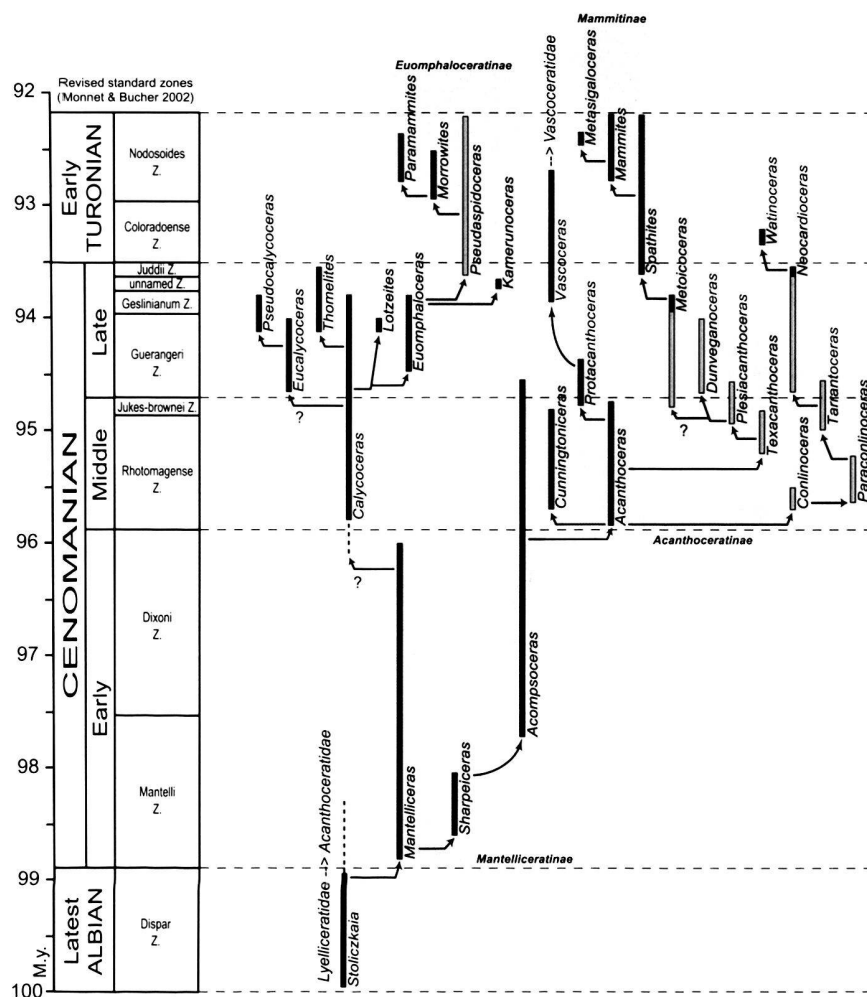 Mammitinae
Euomphaloceratinae
Revised standard zones
(Monnet & Bucher 2002)
92
93
94
95
96
97
98
99
100
M.y.
Early
TURONIAN
CENOMANIAN
Late
Middle
Early
Latest
ALBIAN
Nodosoides
Z.
Coloradoense
Z.
Juddii Z.
unnamed Z.
Geslinianum Z.
Guerangeri
Z.
Jukes-brownei Z.
Rhotomagense
Z.
Dixoni
Z.
Mantelli
Z.
Dispar
Z.
Pseudocalycoceras
Eucalycoceras
Thomelites
Calycoceras
Lotzeites
Euomphaloceras
Paramammites
Morrowites
Pseudaspidoceras
Kamerunoceras
Vascoceras
--> Vascoceratidae
Metasigaloceras
Mammites
Spathites
Metoicoceras
Dunveganoceras
Plesiacanthoceras
Texacanthoceras
Watinoceras
Neocardioceras
Tarrantoceras
Paraconlinoceras
Conlinoceras
Protacanthoceras
Cunningtoniceras
Acanthoceras
Acanthoceratinae
?
?
?
Acompsoceras
Sharpeiceras
Mantelliceras
Mantelliceratinae
Lyelliceratidae --> Acanthoceratidae
Stoliczkaia